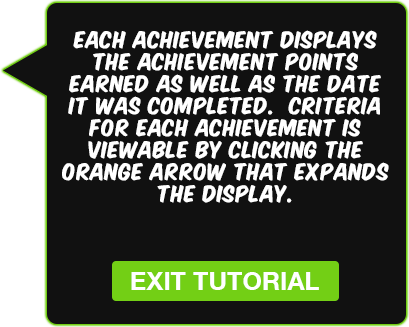 EACH ACHIEVEMENT DISPLAYS
THE ACHIEVEMENT POINTS
EARNED AS WELL AS THE DATE
IT WAS COMPLETED. CRITERIA
FOR EACH ACHIEVEMENT IS
VIEWABLE BY CLICKING THE
ORANGE ARROW THAT EXPANDS
THE DISPLAY.
EXIT TUTORIAL